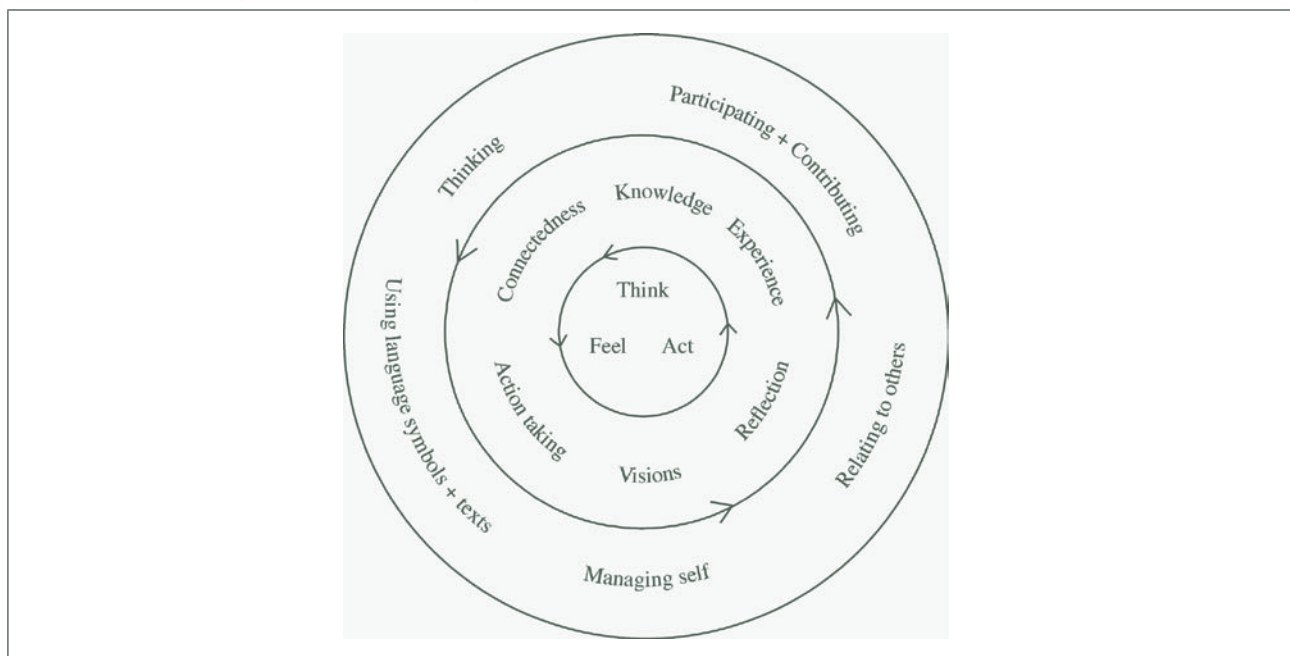 Participating + Contributing
Thinking
Knowledge
Connectedness
Experience
Think
Using language symbols + texts
Feel
Act
Relating to others
Action taking
Reflection
Visions
Managing self